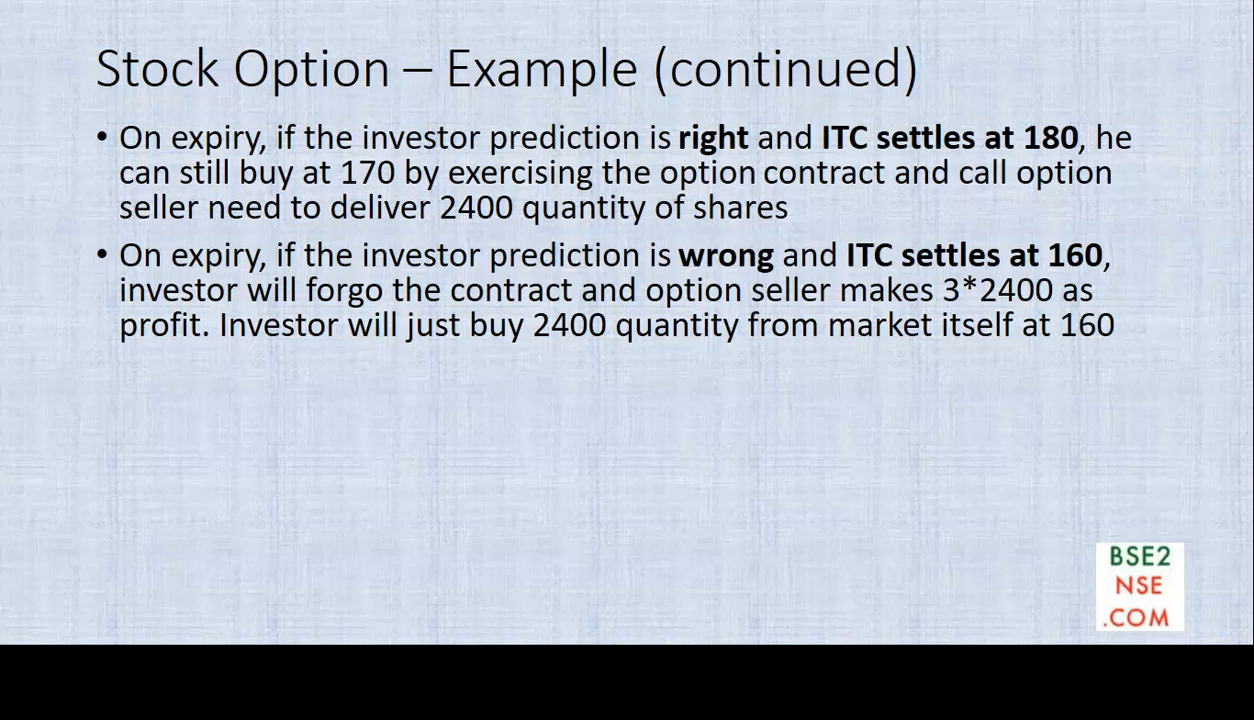 Stock Option – Example (continued)
• On expiry, if the investor prediction is right and ITC settles at 180, he
can still buy at 170 by exercising the option contract and call option
seller need to deliver 2400 quantity of shares
• On expiry, if the investor prediction is wrong and ITC settles at 160,
investor will forgo the contract and option seller makes 3*2400 as
profit. Investor will just buy 2400 quantity from market itself at 160
BSE2
NSE
.COM